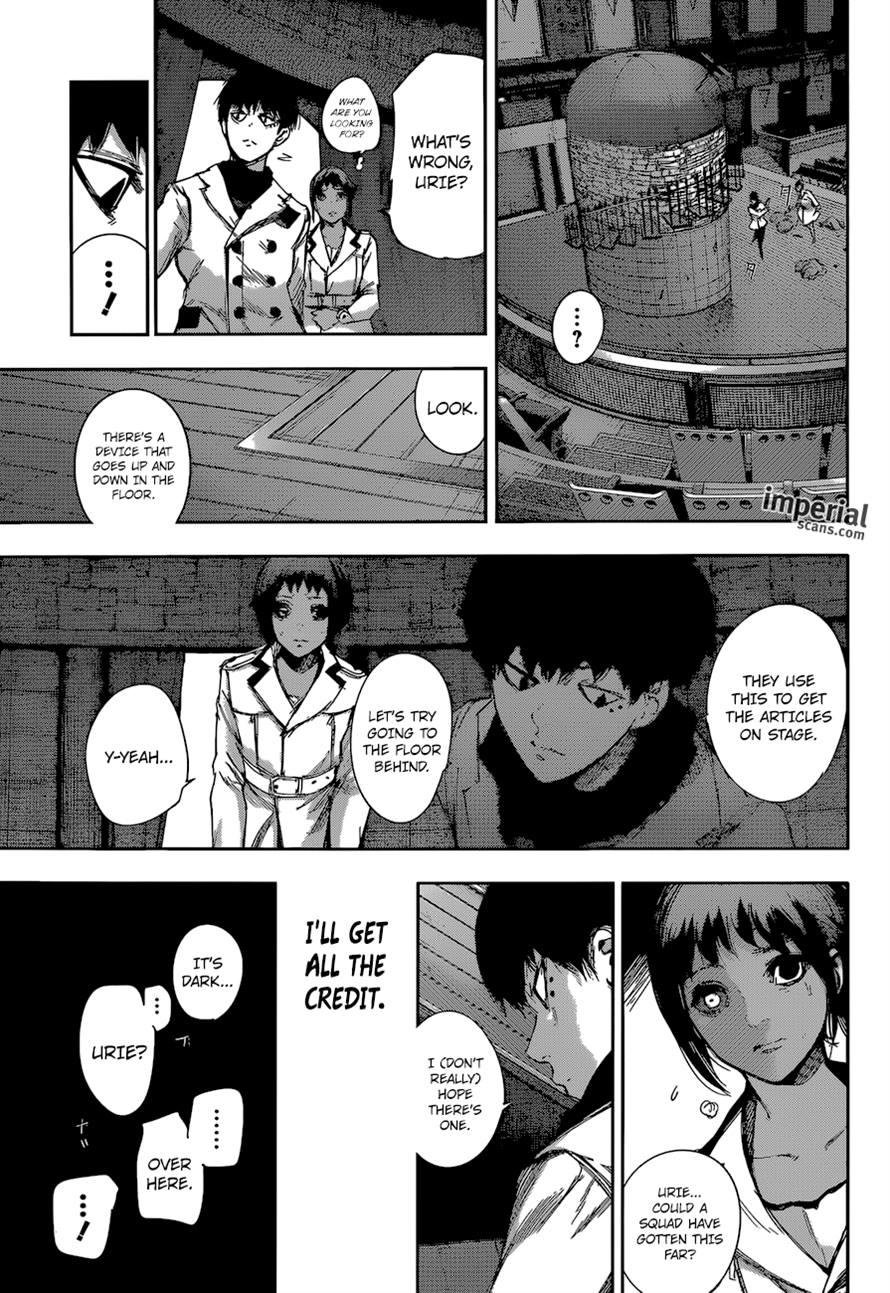 ...?
WHAT'S
WRONG,
URIE?
WHAT
ARE YOU
LOOKING
FOR?
...!
imperial
scans.com
LOOK.
THERE'S A
DEVICE THAT
GOES UP AND
DOWN IN THE
FLOOR.
THEY USE
THIS TO GET
THE ARTICLES
ON STAGE.
LET'S TRY
GOING TO
THE FLOOR
BEHIND.
Y-YEAH...
URIE...
COULD A
SQUAD HAVE
GOTTEN THIS
FAR?
I (DON'T
REALLY) HOPE
THERE'S
ONE.
I'LL GET
ALL THE
CREDIT.
IT'S
DARK...
...
URIE?
......
OVER
HERE.
...!